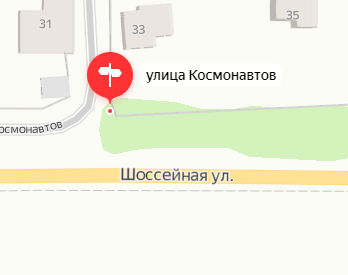 31
33
35
улица Космонавтов
осмонавтов
Шоссейная ул.